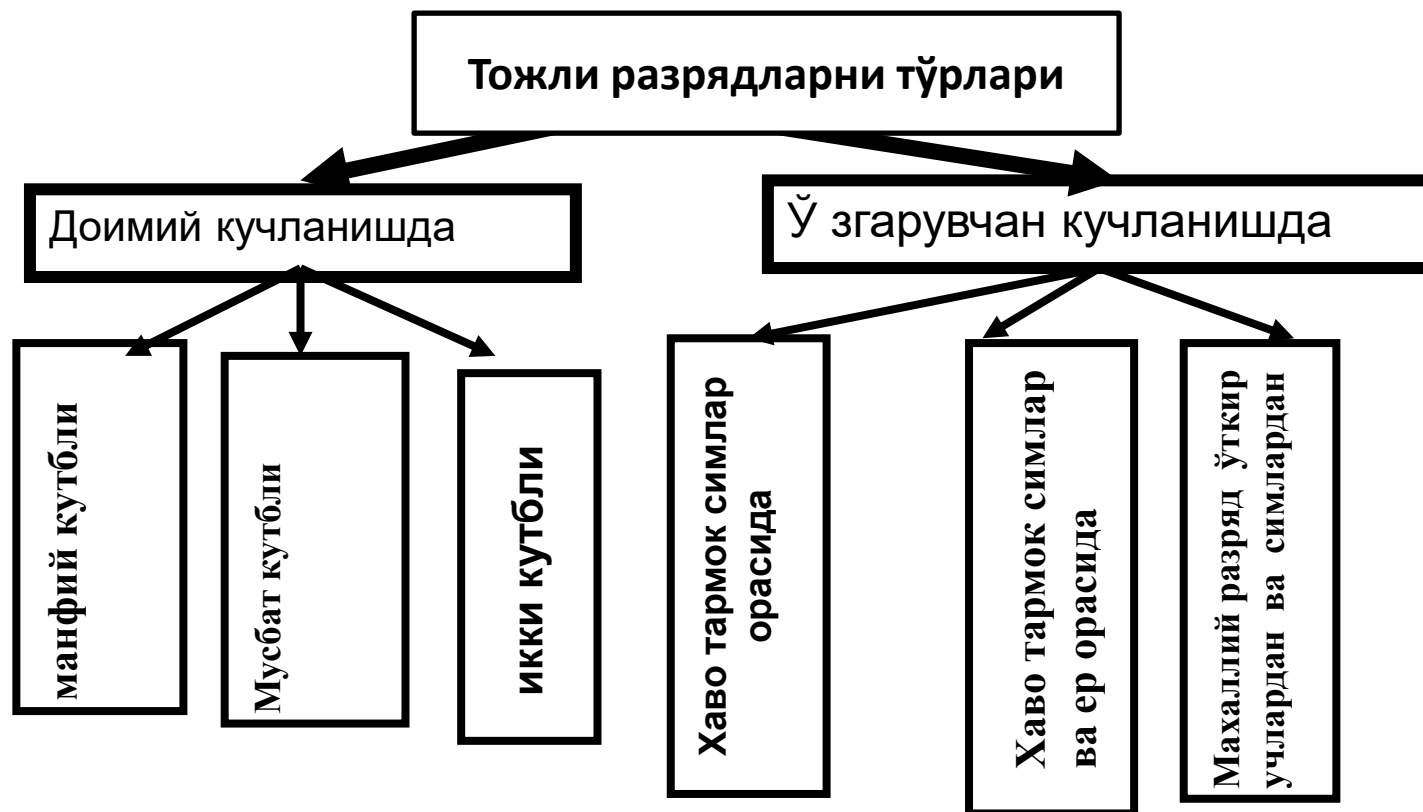 Тожли разрядларни тўрлари
Доимий кучланишда
Ў згарувчан кучланишда
манфий кутбли
Мусбат кутбли
икки кутбли
Хаво тармок симлар
орасида
Хаво тармок симлар
ва ер орасида
Махаллий разряд ўткир
учлардан ва симлардан